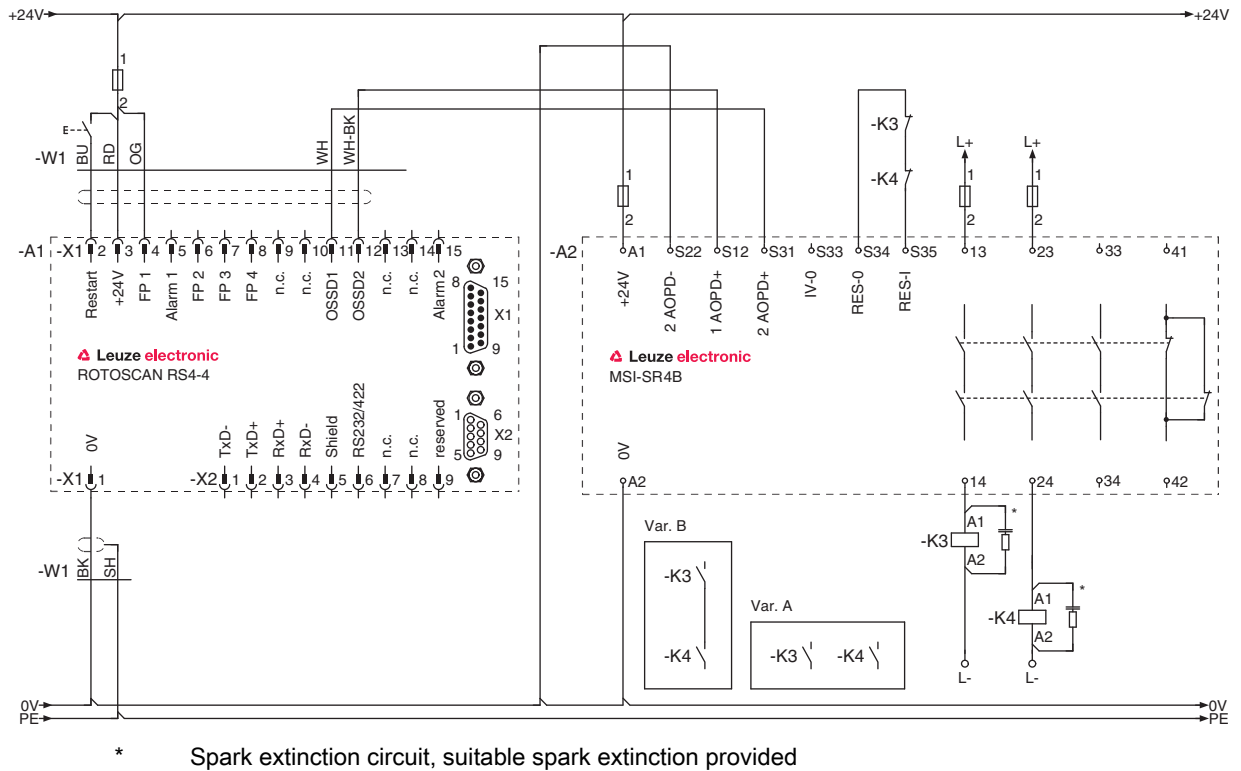 +24V +24V
1
2
1
2
L+ L+
1 1
2 2
-K3
-K4
E
-W1 BU RD OG WH WH-BK
-A1 -X1 2 3 4 5 6 7 8 9 10 11 12 13 14 15
Restart +24V FP 1 Alarm 1 FP 2 FP 3 FP 4 n.c. n.c. OSSD1 OSSD2 Alarm 2
8 15
X1
1 9
Leuze electronic
ROTOSCAN RS4-4
1 6
X2
5 9
0V TxD- TxD+ RxD+ RxD- Shield RS232/422 n.c. n.c. reserved
-X1 1 -X2 1 2 3 4 5 6 7 8 9
-A2 A1 S22 S12 S31 S33 S34 S35 13 23 33 41
+24V 2 AOPD- 1 AOPD+ 2 AOPD+ IV-0 RES-0 RES-I
Leuze electronic
MSI-SR4B
0V
A2 14 24 34 42
-W1 BK SH
Var. B
-K3
-K4
Var. A
-K3 -K4
A1 *
-K3
A2
A1 *
-K4
A2
L- L-
0V 0V
PE PE
* Spark extinction circuit, suitable spark extinction provided